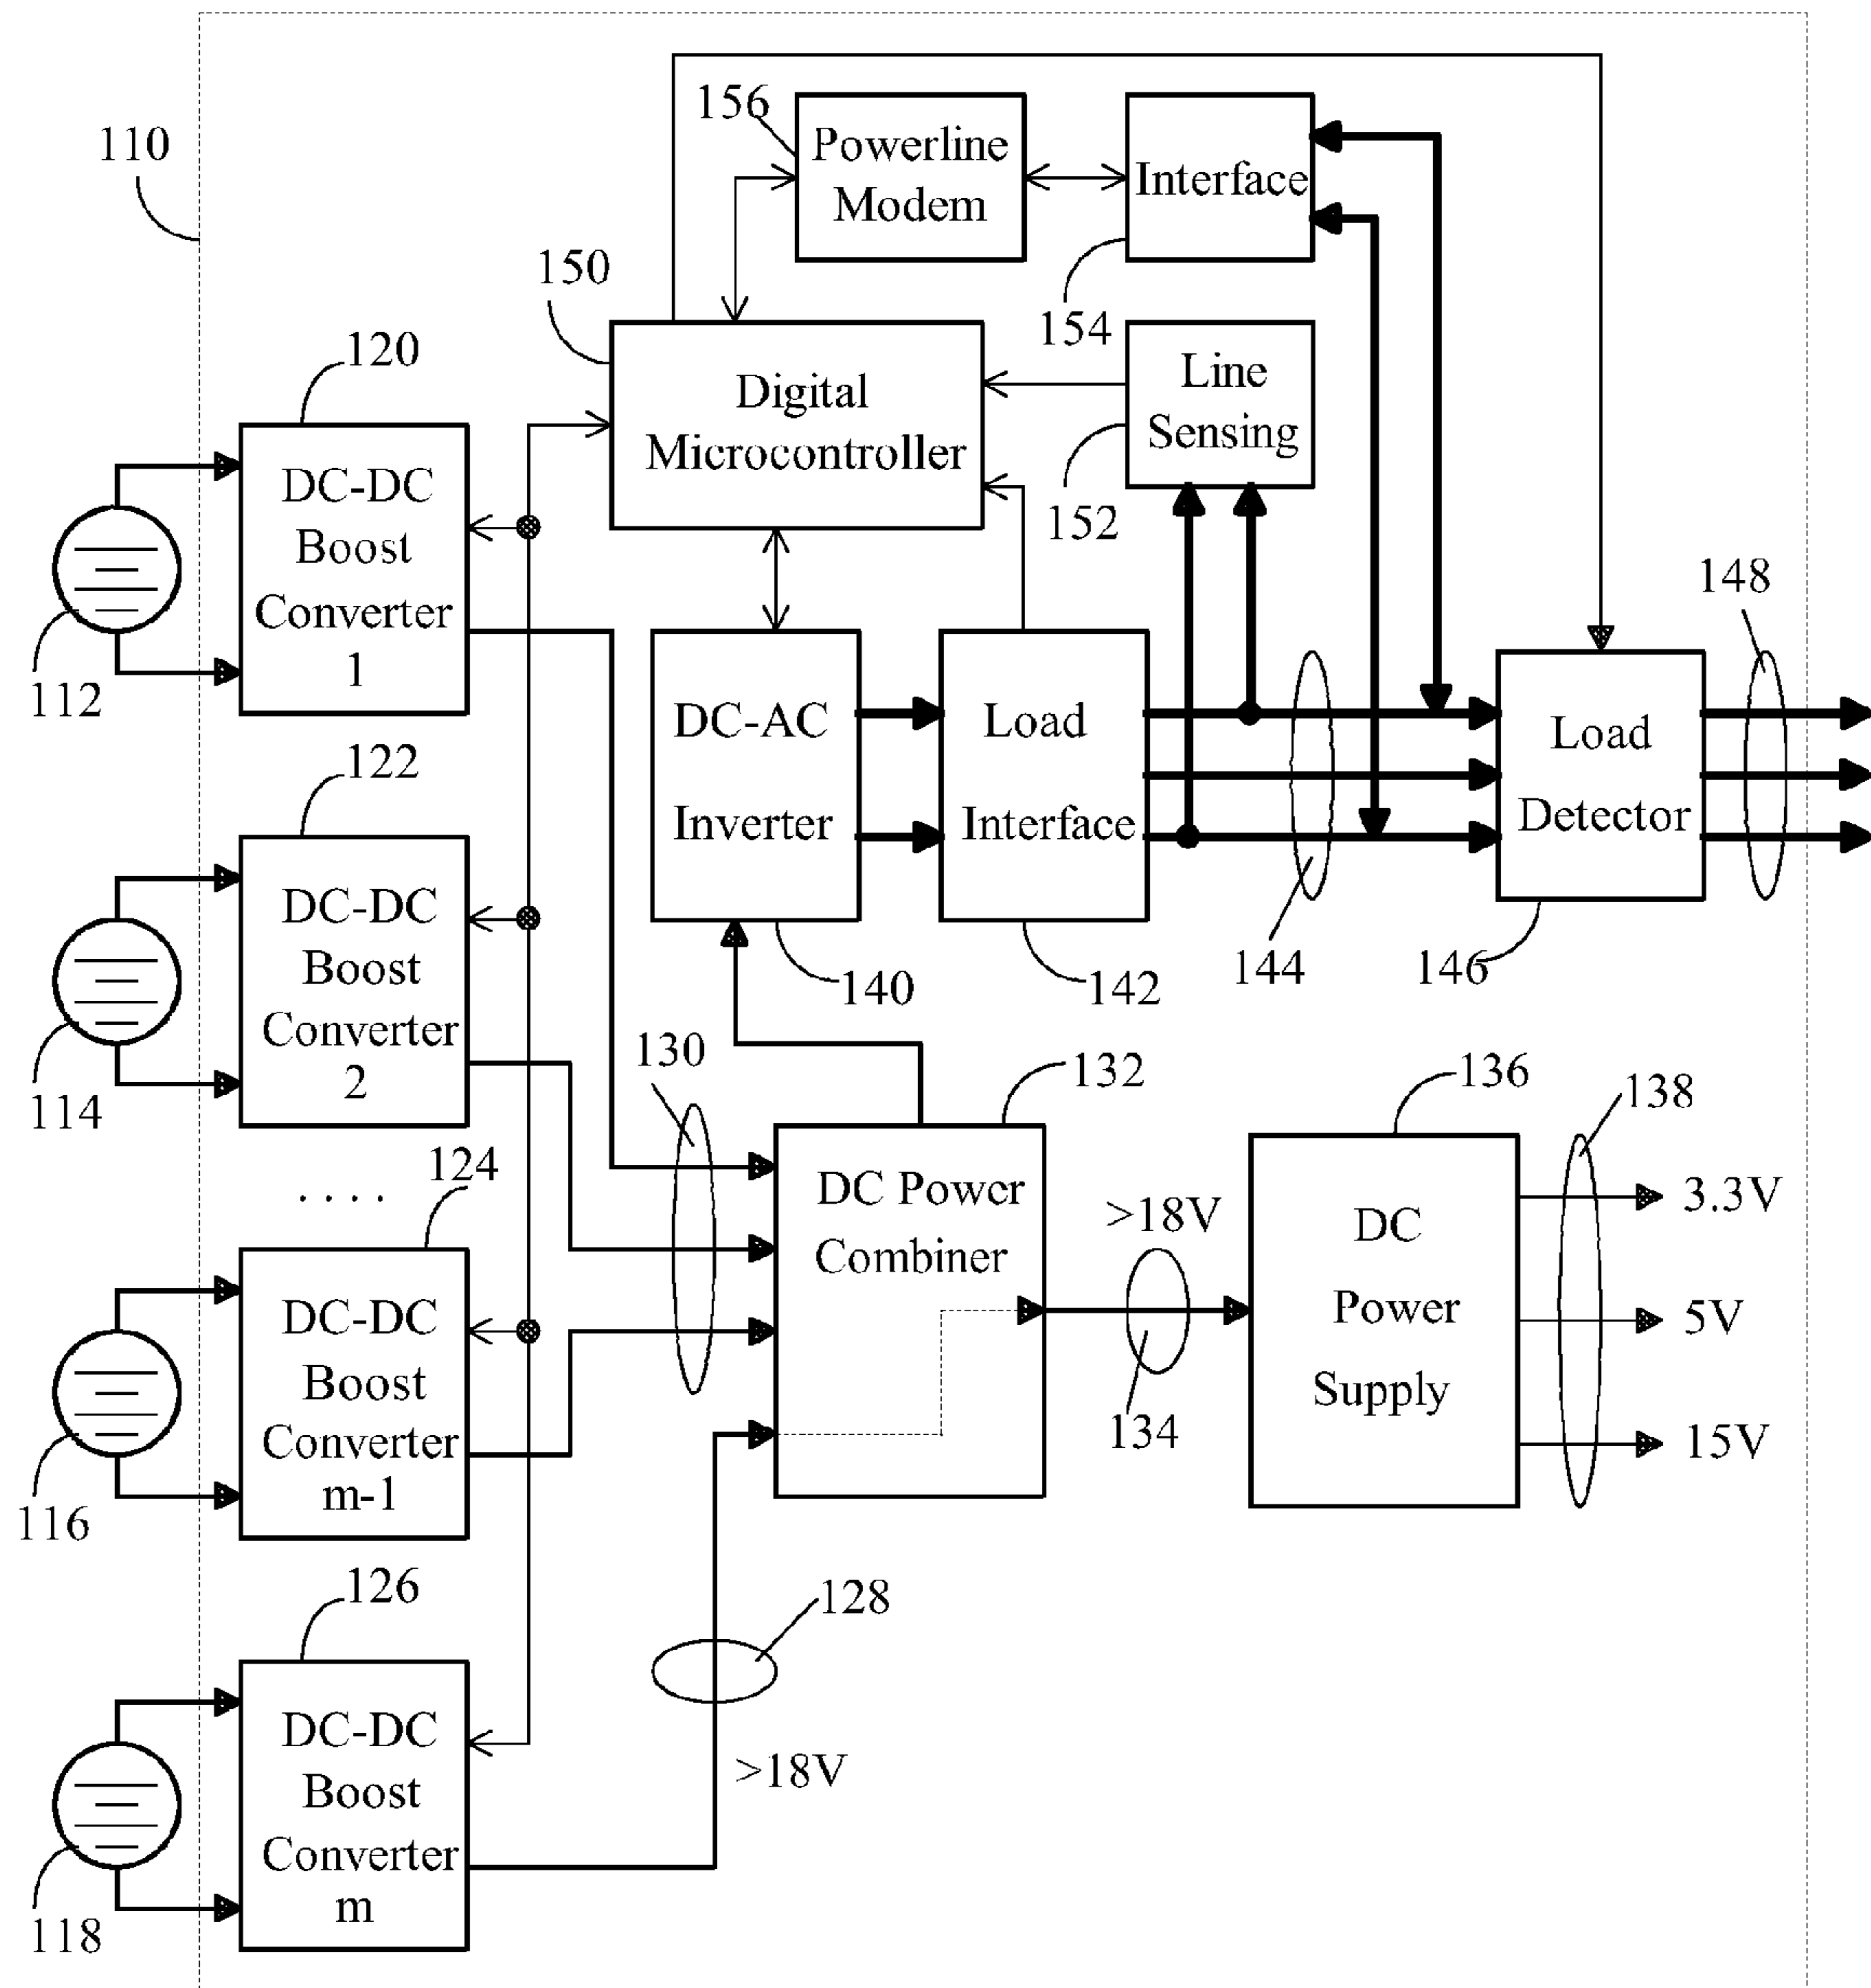 110
156
Powerline
Modem
Interface
154
150
Digital
Microcontroller
Line
Sensing
152
120
DC-DC
Boost
Converter
1
112
DC-AC
Inverter
140
Load
Interface
142
144
Load
Detector
146
148
122
DC-DC
Boost
Converter
2
114
130
132
DC Power
Combiner
>18V
134
136
DC
Power
Supply
138
3.3V
5V
15V
. . . .
124
DC-DC
Boost
Converter
m-1
116
126
DC-DC
Boost
Converter
m
118
128
>18V